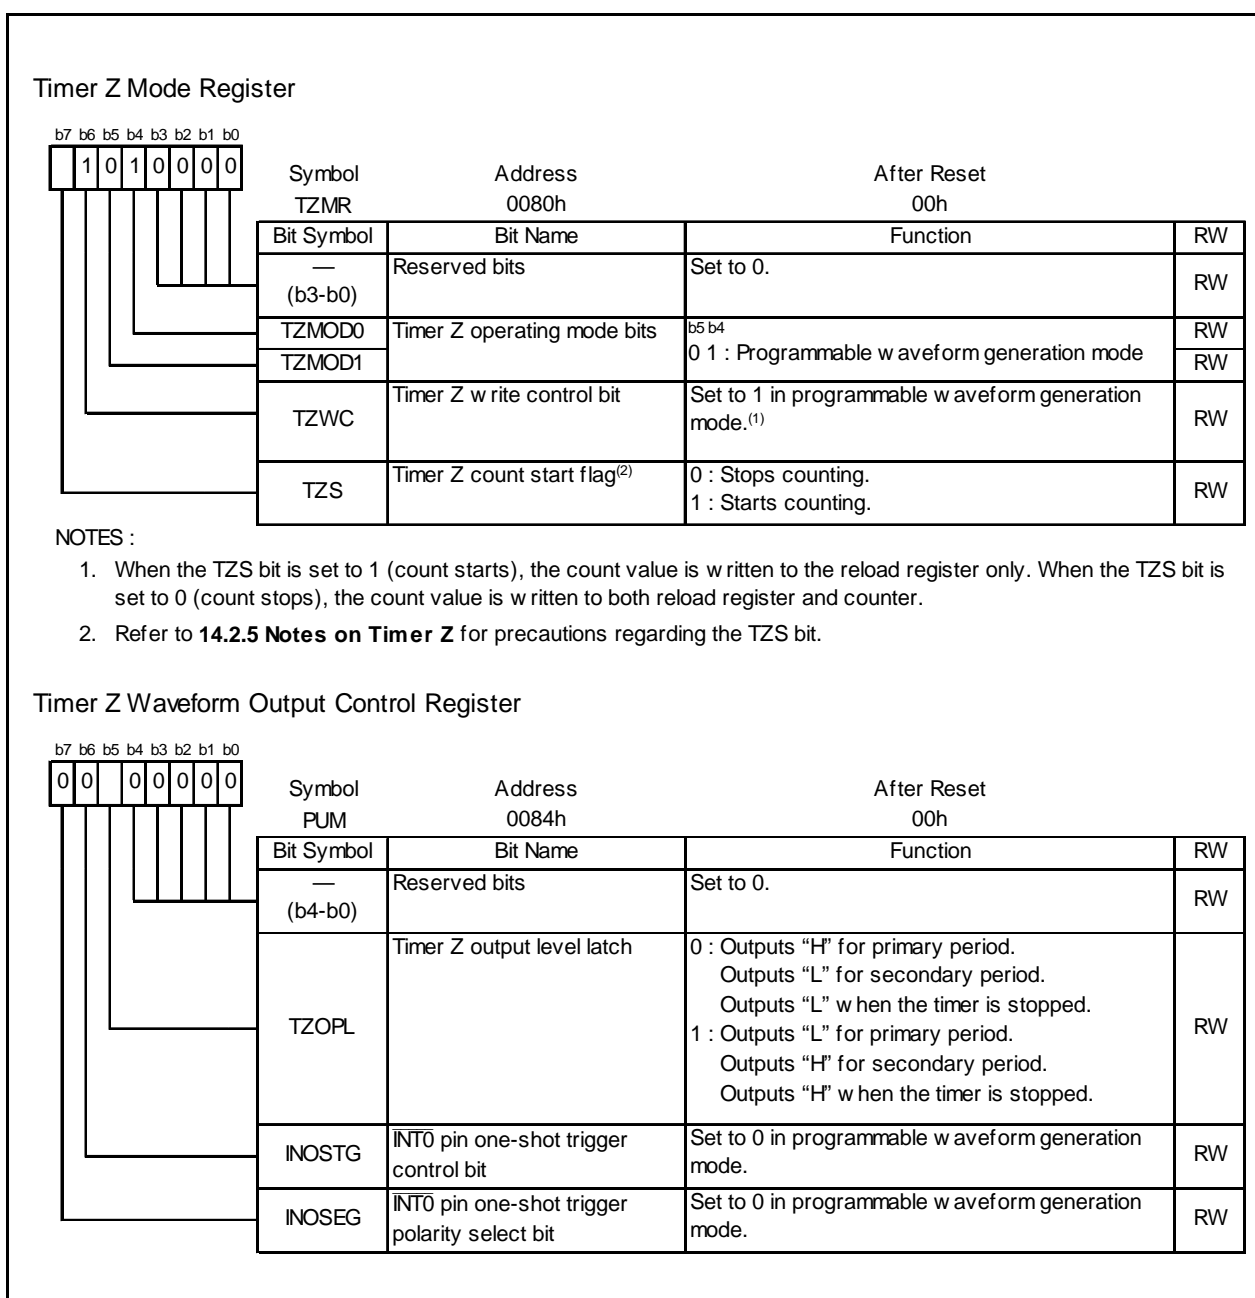 Timer Z Mode Register
b7 b6 b5 b4 b3 b2 b1 b0
1 0 1 0 0 0 0
Symbol Address After Reset
TZMR 0080h 00h
Bit Symbol Bit Name Function RW
— Reserved bits Set to 0. RW
(b3-b0)
TZMOD0 Timer Z operating mode bits b5 b4 RW
TZMOD1 0 1 : Programmable waveform generation mode RW
TZWC Timer Z write control bit Set to 1 in programmable waveform generation RW
mode.(1)
TZS Timer Z count start flag(2) 0 : Stops counting. RW
1 : Starts counting.
NOTES :
1. When the TZS bit is set to 1 (count starts), the count value is written to the reload register only. When the TZS bit is
set to 0 (count stops), the count value is written to both reload register and counter.
2. Refer to 14.2.5 Notes on Timer Z for precautions regarding the TZS bit.
Timer Z Waveform Output Control Register
b7 b6 b5 b4 b3 b2 b1 b0
0 0 0 0 0 0 0
Symbol Address After Reset
PUM 0084h 00h
Bit Symbol Bit Name Function RW
— Reserved bits Set to 0. RW
(b4-b0)
TZOPL Timer Z output level latch 0 : Outputs “H” for primary period. RW
Outputs “L” for secondary period.
Outputs “L” when the timer is stopped.
1 : Outputs “L” for primary period.
Outputs “H” for secondary period.
Outputs “H” when the timer is stopped.
INOSTG INT0 pin one-shot trigger Set to 0 in programmable waveform generation RW
control bit mode.
INOSEG INT0 pin one-shot trigger Set to 0 in programmable waveform generation RW
polarity select bit mode.